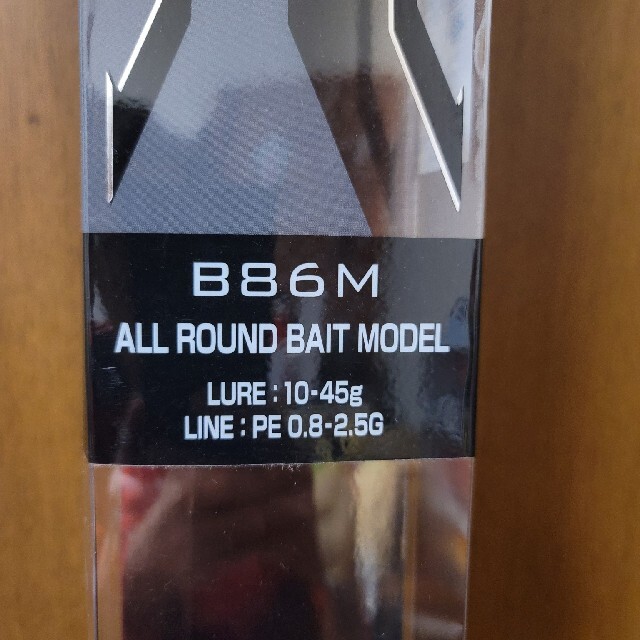 B86M
ALL ROUND BAIT MODEL
LURE : 10-45g
LINE : PE 0.8-2.5G